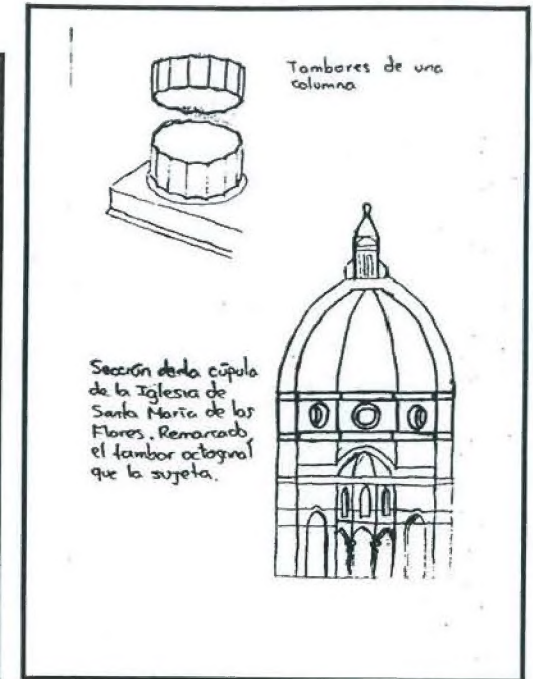 Tambores de una
columna
Sección de la cúpula
de la Iglesia de
Santa María de las
Flores. Remarcado
el tambor octogonal
que la sujeta.